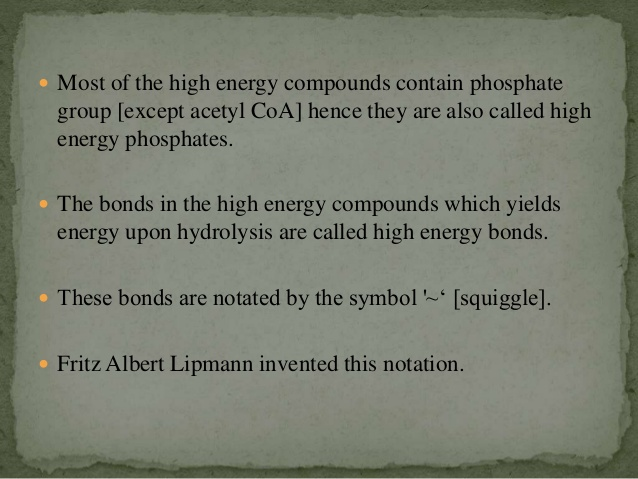 • Most of the high energy compounds contain phosphate
group [except acetyl CoA] hence they are also called high
energy phosphates.
• The bonds in the high energy compounds which yields
energy upon hydrolysis are called high energy bonds.
• These bonds are notated by the symbol '~‘ [squiggle].
• Fritz Albert Lipmann invented this notation.